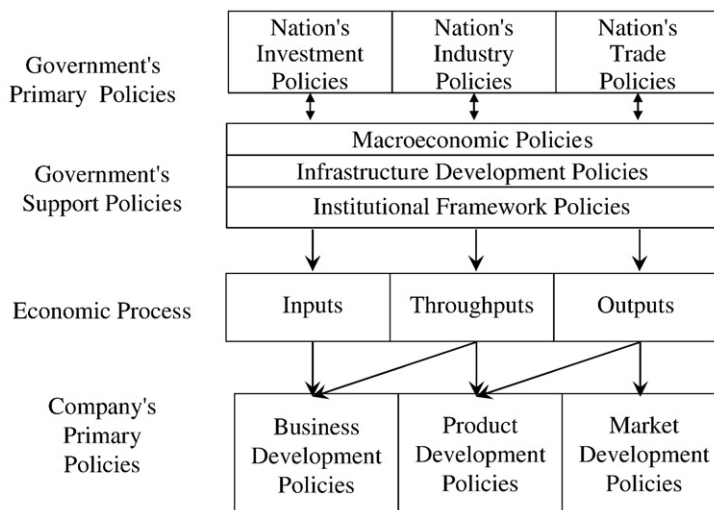 Government's
Primary Policies
Nation's
Investment
Policies
Nation's
Industry
Policies
Nation's
Trade
Policies
Government's
Support Policies
Macroeconomic Policies
Infrastructure Development Policies
Institutional Framework Policies
Economic Process
Inputs
Throughputs
Outputs
Company's
Primary
Policies
Business
Development
Policies
Product
Development
Policies
Market
Development
Policies